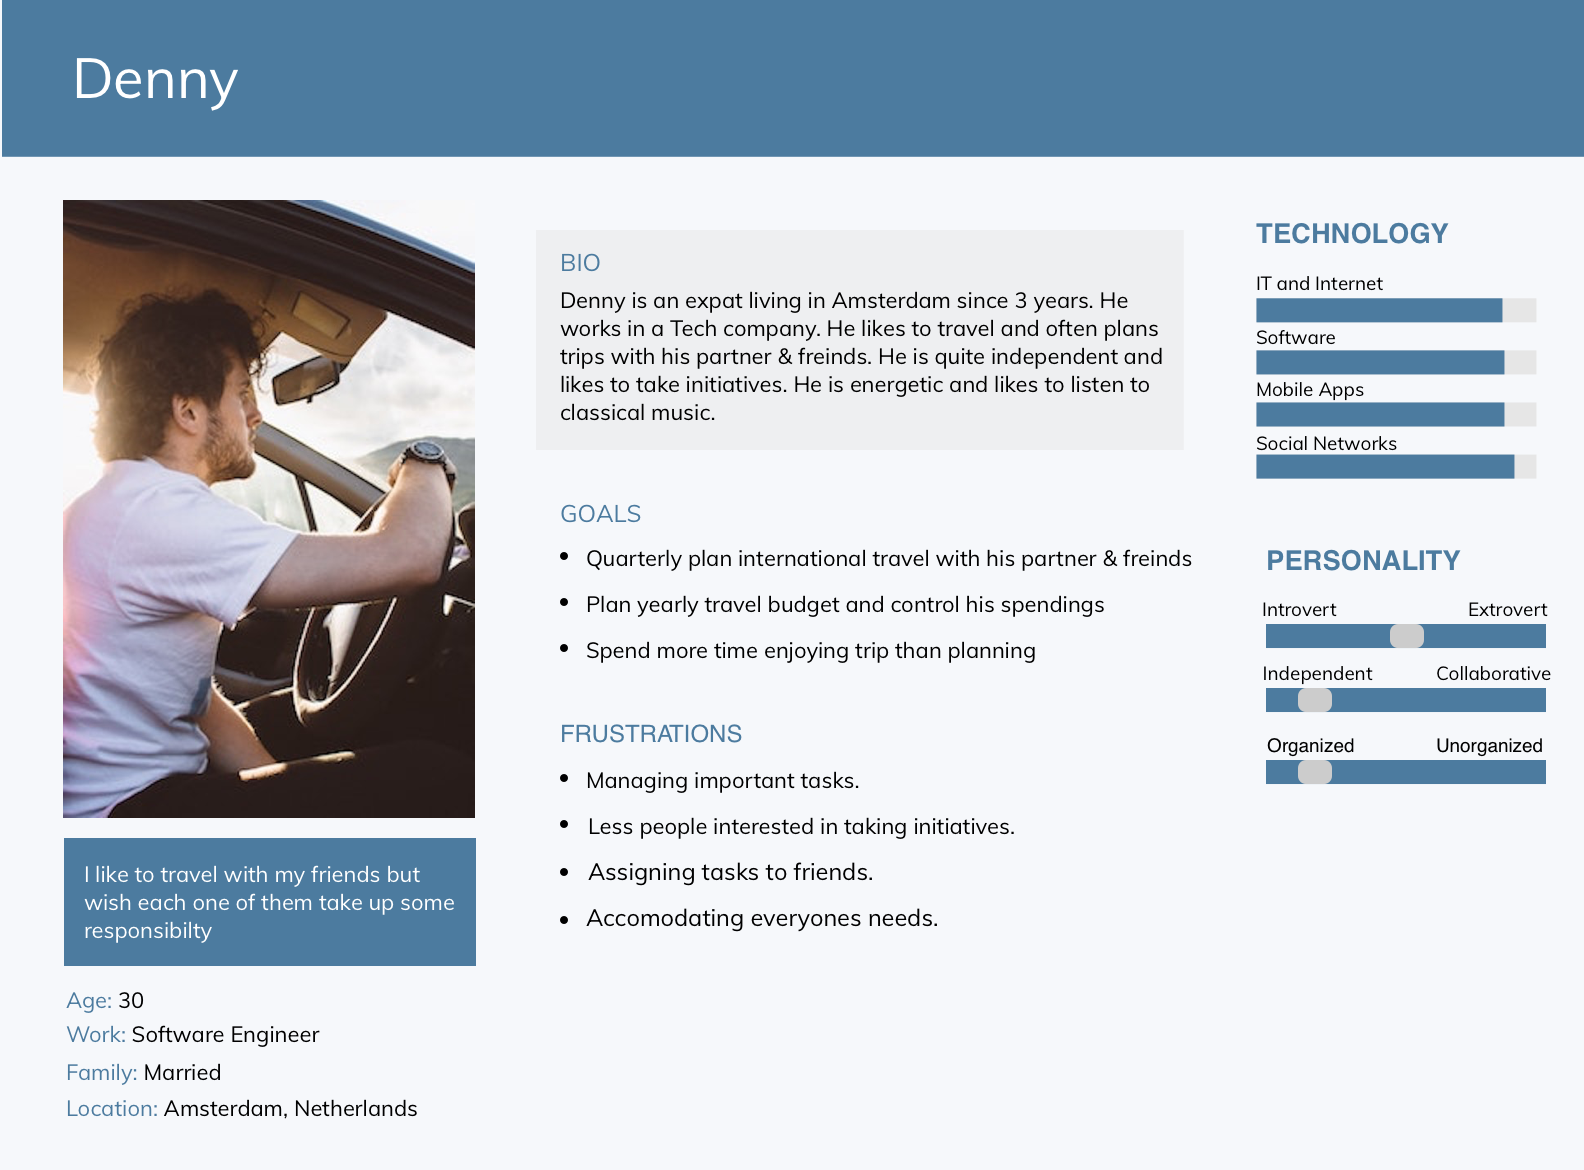 Denny
I like to travel with my friends but
wish each one of them take up some
responsibilty
Age: 30
Work: Software Engineer
Family: Married
Location: Amsterdam, Netherlands
BIO
Denny is an expat living in Amsterdam since 3 years. He
works in a Tech company. He likes to travel and often plans
trips with his partner & freinds. He is quite independent and
likes to take initiatives. He is energetic and likes to listen to
classical music.
GOALS
• Quarterly plan international travel with his partner & freinds
• Plan yearly travel budget and control his spendings
• Spend more time enjoying trip than planning
FRUSTRATIONS
• Managing important tasks.
• Less people interested in taking initiatives.
• Assigning tasks to friends.
• Accomodating everyones needs.
TECHNOLOGY
IT and Internet
Software
Mobile Apps
Social Networks
PERSONALITY
Introvert Extrovert
Independent Collaborative
Organized Unorganized